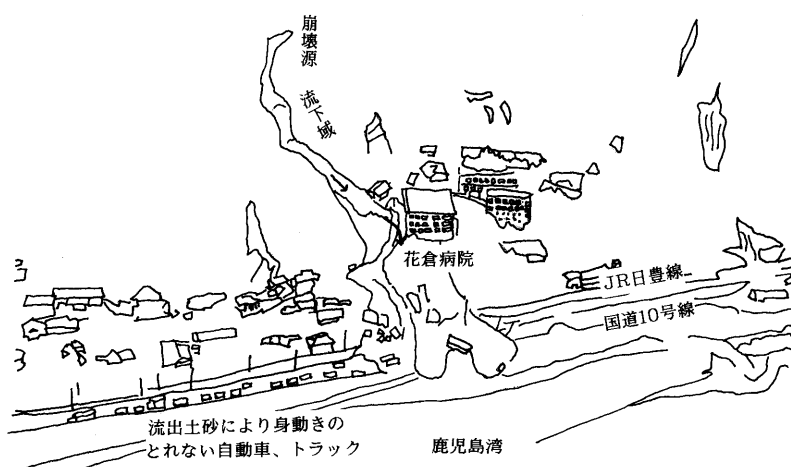 崩壊源
流下域
花倉病院
JR日豊線
国道10号線
流出土砂により身動きの
とれない自動車、トラック
鹿児島湾